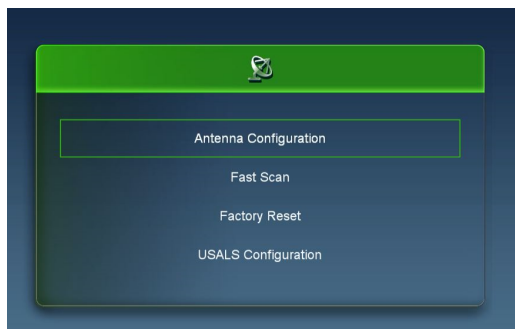 Antenna Configuration
Fast Scan
Factory Reset
USALS Configuration